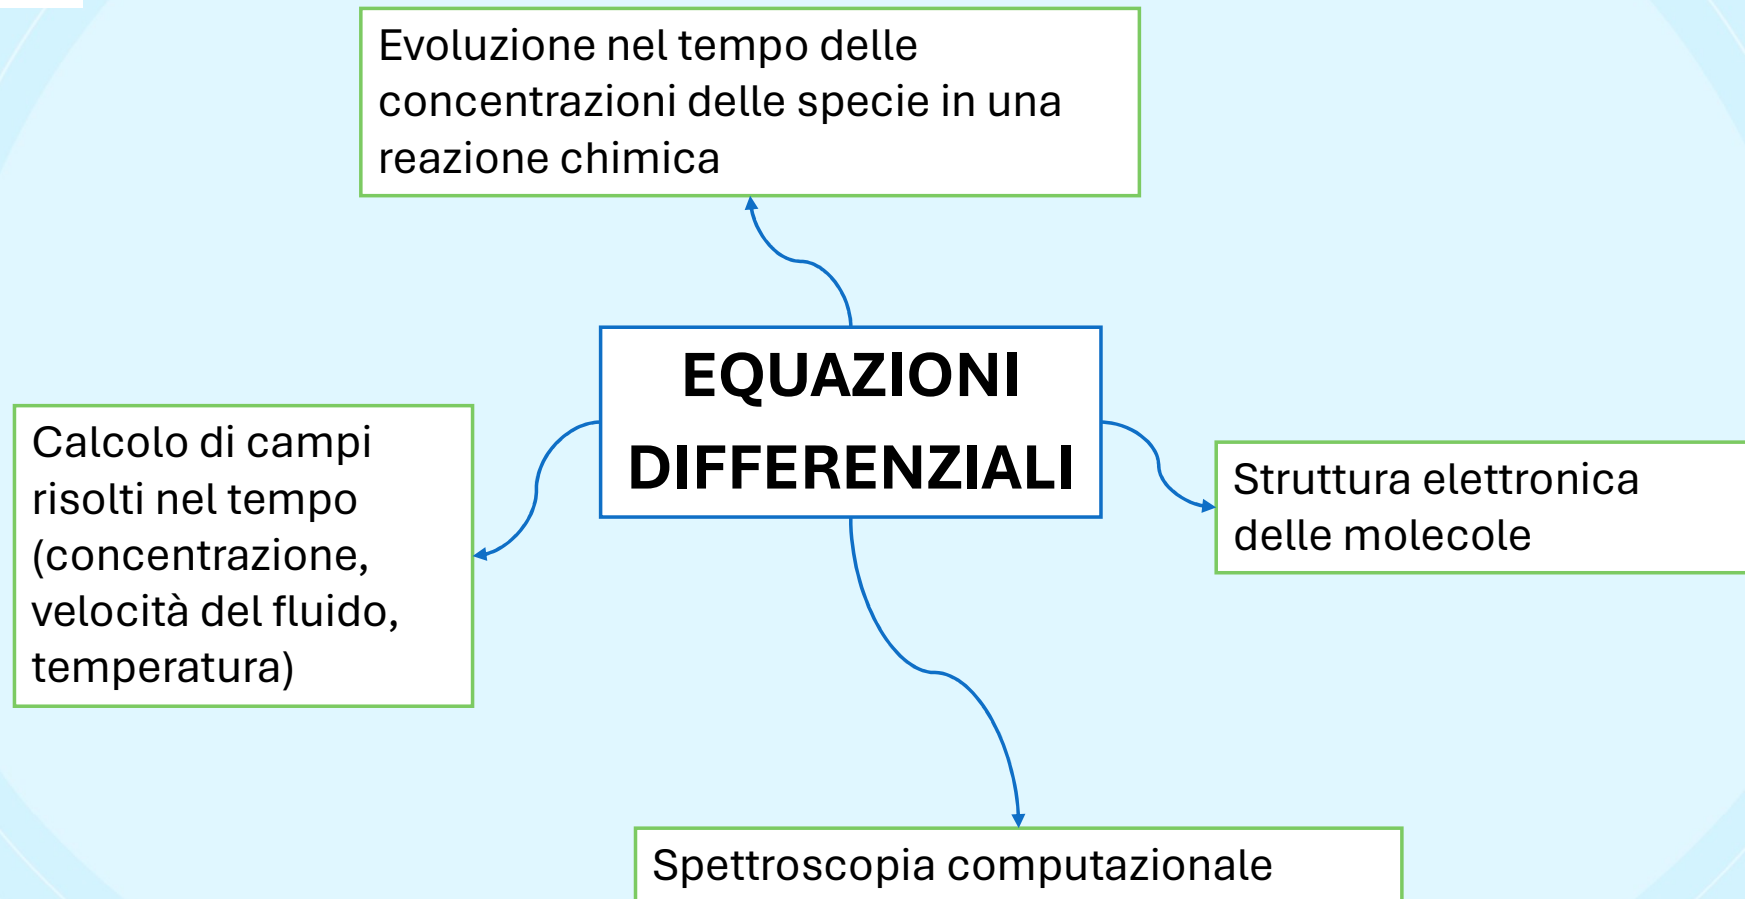 Evoluzione nel tempo delle
concentrazioni delle specie in una
reazione chimica
EQUAZIONI
DIFFERENZIALI
Calcolo di campi
risolti nel tempo
(concentrazione,
velocità del fluido,
temperatura)
Struttura elettronica
delle molecole
Spettroscopia computazionale